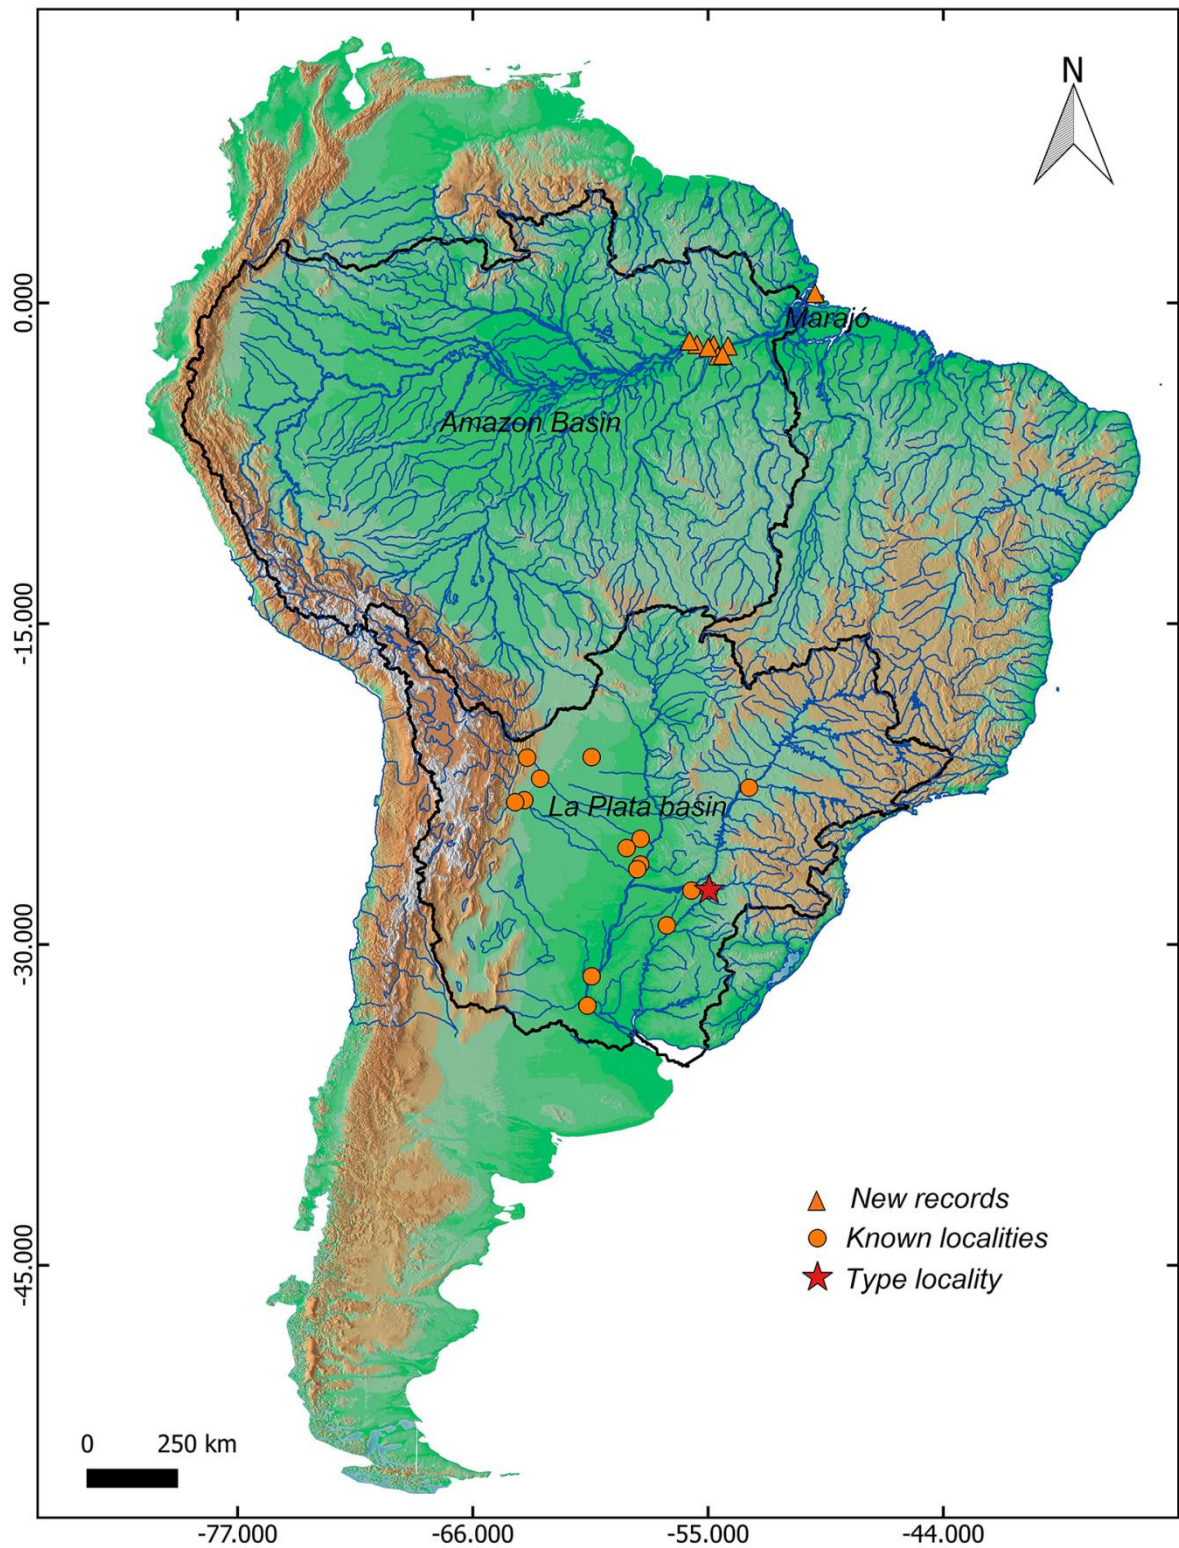 N
0.000
Marajó
Amazon Basin
-15.000
La Plata basin
-30.000
New records
Known localities
-45.000
Type locality
0 250 km
-77.000 -66.000 -55.000 -44.000